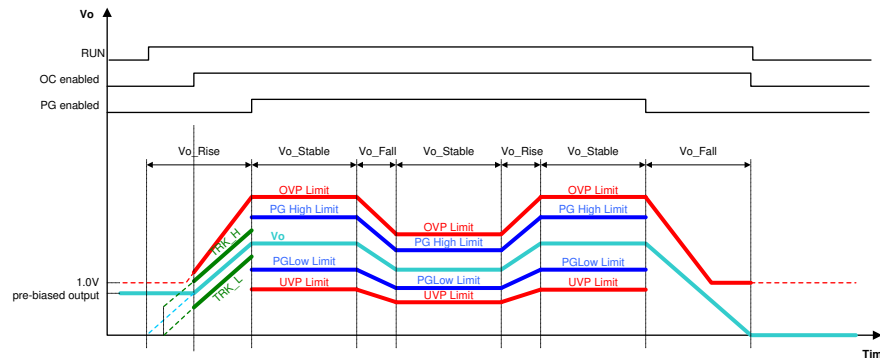 Vo
RUN
OC enabled
PG enabled
Vo_Rise
Vo_Stable
Vo_Fall
Vo_Stable
Vo_Rise
Vo_Stable
Vo_Fall
OVP Limit
OVP Limit
PG High Limit
PG High Limit
TRK_H
Vo
OVP Limit
PG High Limit
PGLow Limit
PGLow Limit
1.0V
TRK_L
UVP Limit
PGLow Limit
UVP Limit
pre-biased output
UVP Limit
Tim